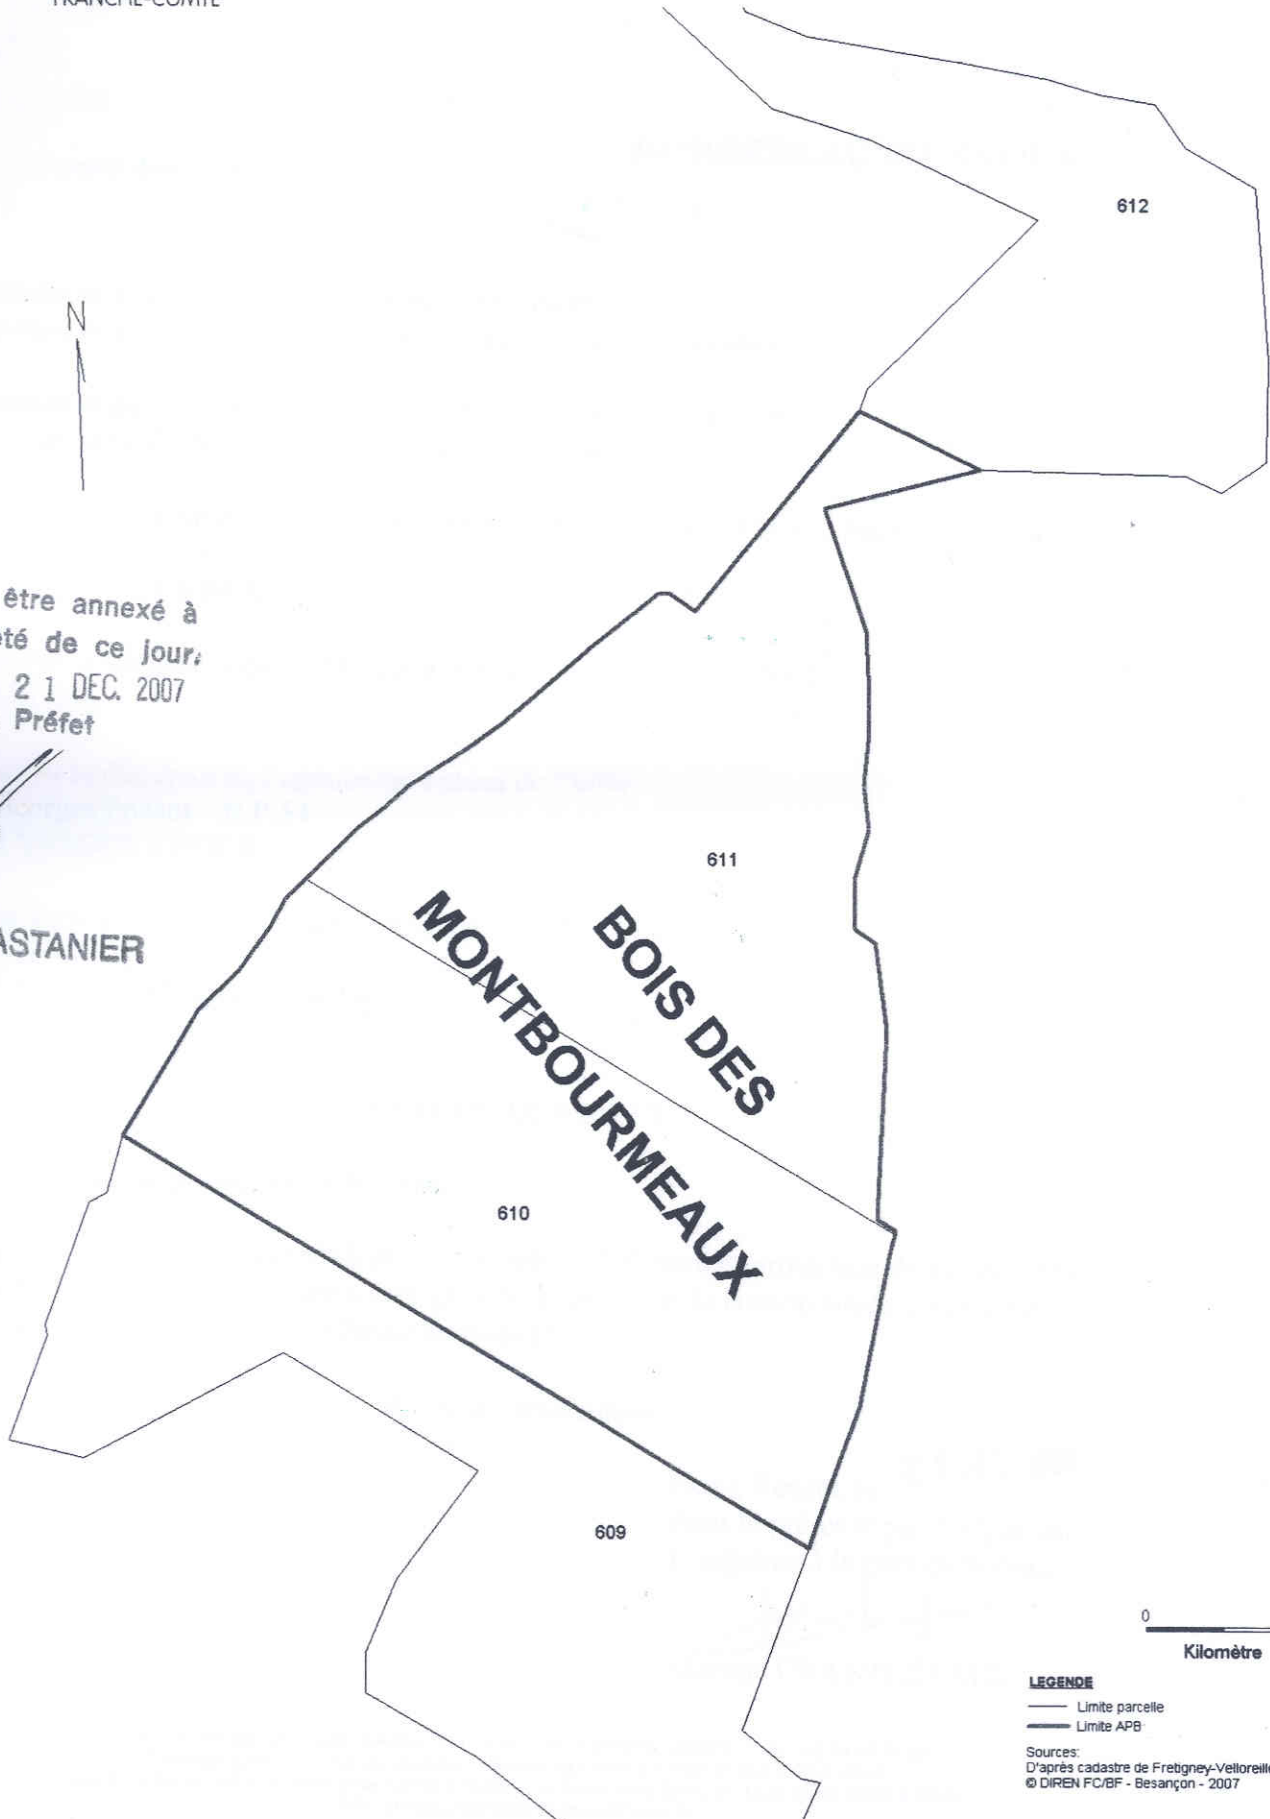 FRANCHE-COMTE
612
N
être annexé à
été de ce jour.
2 1 DEC. 2007
Préfet
611
BOIS DES
MONTBOURMEAUX
ASTANIER
610
609
0
Kilomètre
LEGENDE
Limite parcelle
Limite APB
Sources:
D'après cadastre de Fretigney-Velloreille
© DIREN FC/BF - Besançon - 2007